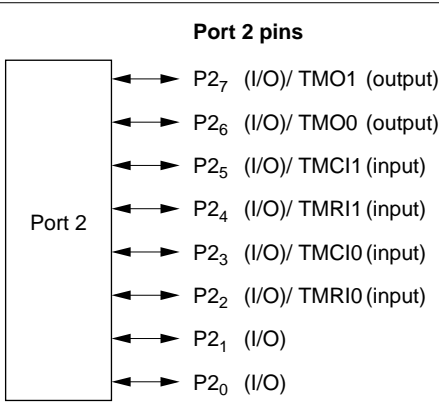 Port 2 pins
P2₇ (I/O)/ TMO1 (output)
P2₆ (I/O)/ TMO0 (output)
P2₅ (I/O)/ TMCI1 (input)
P2₄ (I/O)/ TMRI1 (input)
Port 2
P2₃ (I/O)/ TMCI0 (input)
P2₂ (I/O)/ TMRI0 (input)
P2₁ (I/O)
P2₀ (I/O)